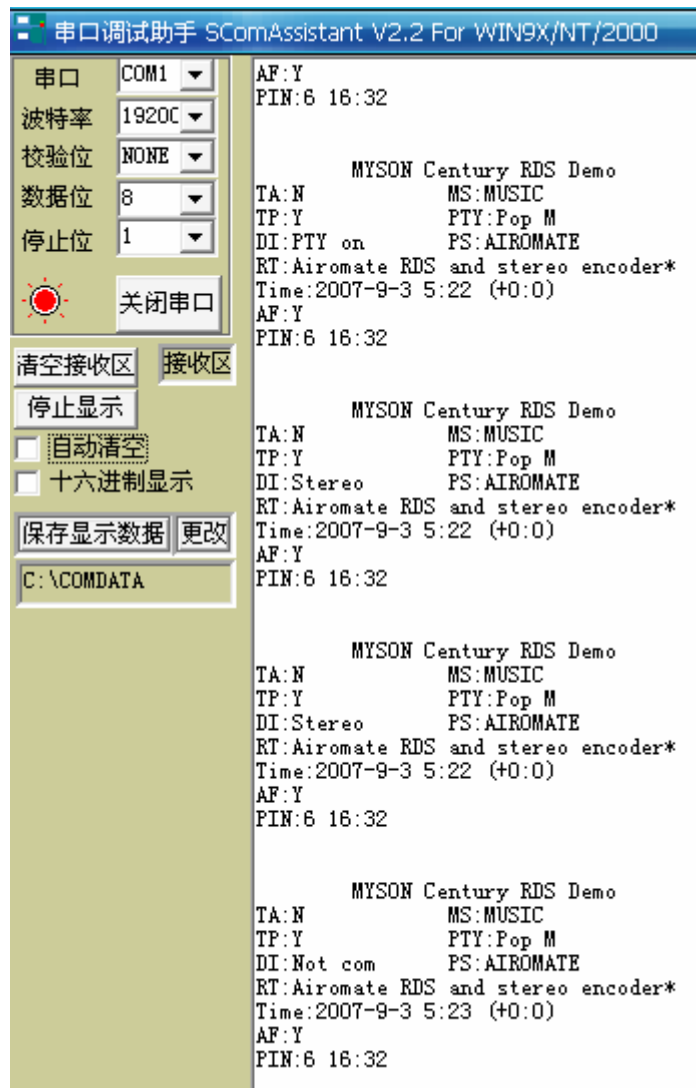 串口调试助手 SComAssistant V2.2 For WIN9X/NT/2000
串口 COM1
波特率 19200
校验位 NONE
数据位 8
停止位 1
关闭串口
清空接收区 接收区
停止显示
自动清空
十六进制显示
保存显示数据 更改
C:\COMDATA
AF:Y
PIN:6 16:32
MYSON Century RDS Demo
TA:N MS:MUSIC
TP:Y PTY:Pop M
DI:PTY on PS:AIROMATE
RT:Airomate RDS and stereo encoder*
Time:2007-9-3 5:22 (+0:0)
AF:Y
PIN:6 16:32
MYSON Century RDS Demo
TA:N MS:MUSIC
TP:Y PTY:Pop M
DI:Stereo PS:AIROMATE
RT:Airomate RDS and stereo encoder*
Time:2007-9-3 5:22 (+0:0)
AF:Y
PIN:6 16:32
MYSON Century RDS Demo
TA:N MS:MUSIC
TP:Y PTY:Pop M
DI:Stereo PS:AIROMATE
RT:Airomate RDS and stereo encoder*
Time:2007-9-3 5:22 (+0:0)
AF:Y
PIN:6 16:32
MYSON Century RDS Demo
TA:N MS:MUSIC
TP:Y PTY:Pop M
DI:Not com PS:AIROMATE
RT:Airomate RDS and stereo encoder*
Time:2007-9-3 5:23 (+0:0)
AF:Y
PIN:6 16:32